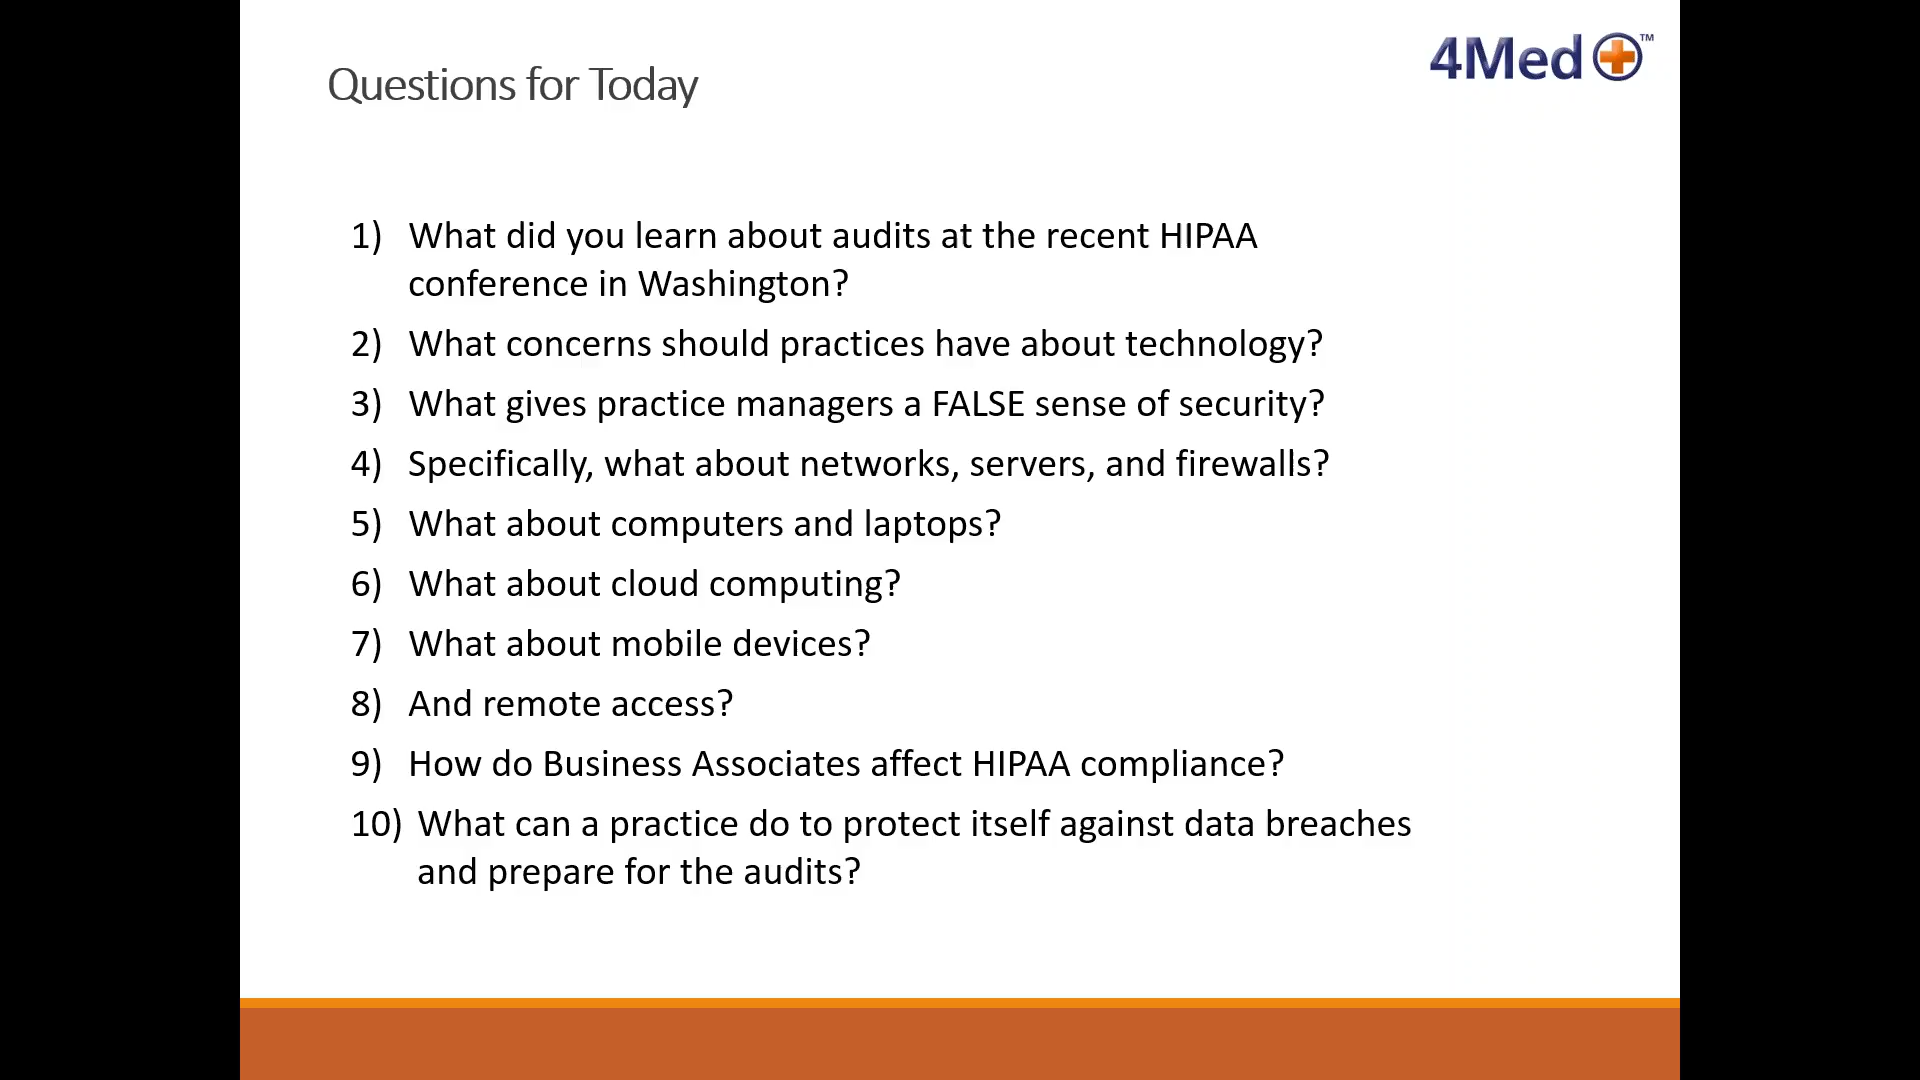 4Med ™
Questions for Today
1) What did you learn about audits at the recent HIPAA
conference in Washington?
2) What concerns should practices have about technology?
3) What gives practice managers a FALSE sense of security?
4) Specifically, what about networks, servers, and firewalls?
5) What about computers and laptops?
6) What about cloud computing?
7) What about mobile devices?
8) And remote access?
9) How do Business Associates affect HIPAA compliance?
10) What can a practice do to protect itself against data breaches
and prepare for the audits?